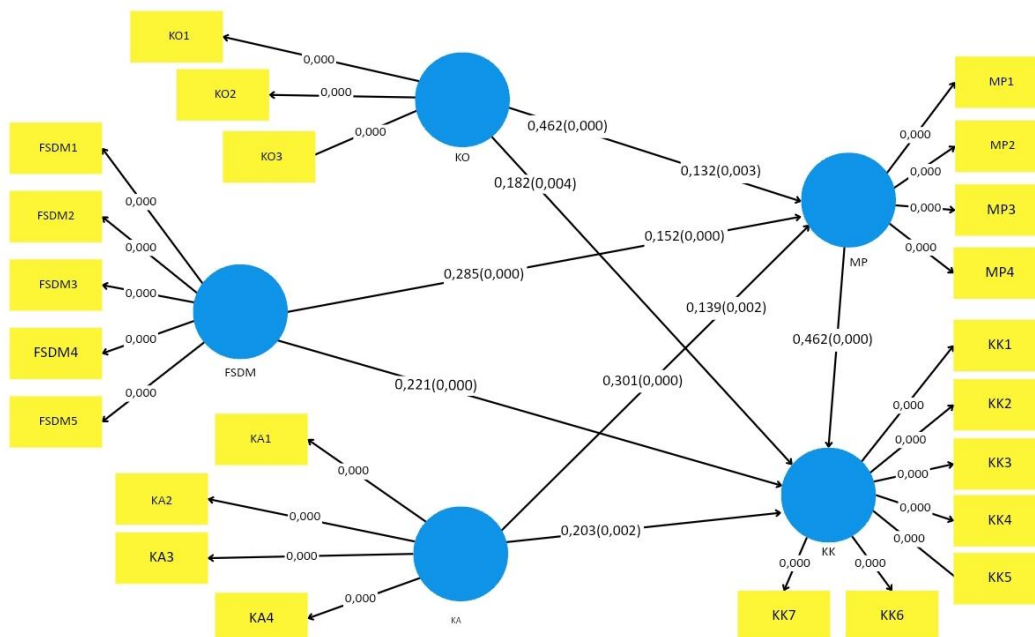 KO1
0,000
KO2
0,000
KO3
0,000
KO
FSDM1
0,000
FSDM2
0,000
FSDM3
0,000
FSDM4
0,000
FSDM5
0,000
FSDM
KA1
0,000
KA2
0,000
KA3
0,000
KA4
0,000
KA
0,462(0,000)
0,132(0,003)
0,182(0,004)
0,152(0,000)
0,285(0,000)
0,139(0,002)
0,301(0,000)
0,221(0,000)
0,203(0,002)
0,462(0,000)
MP
MP1
0,000
MP2
0,000
MP3
0,000
MP4
0,000
KK
KK1
0,000
KK2
0,000
KK3
0,000
KK4
0,000
KK5
0,000
KK6
0,000
KK7
0,000